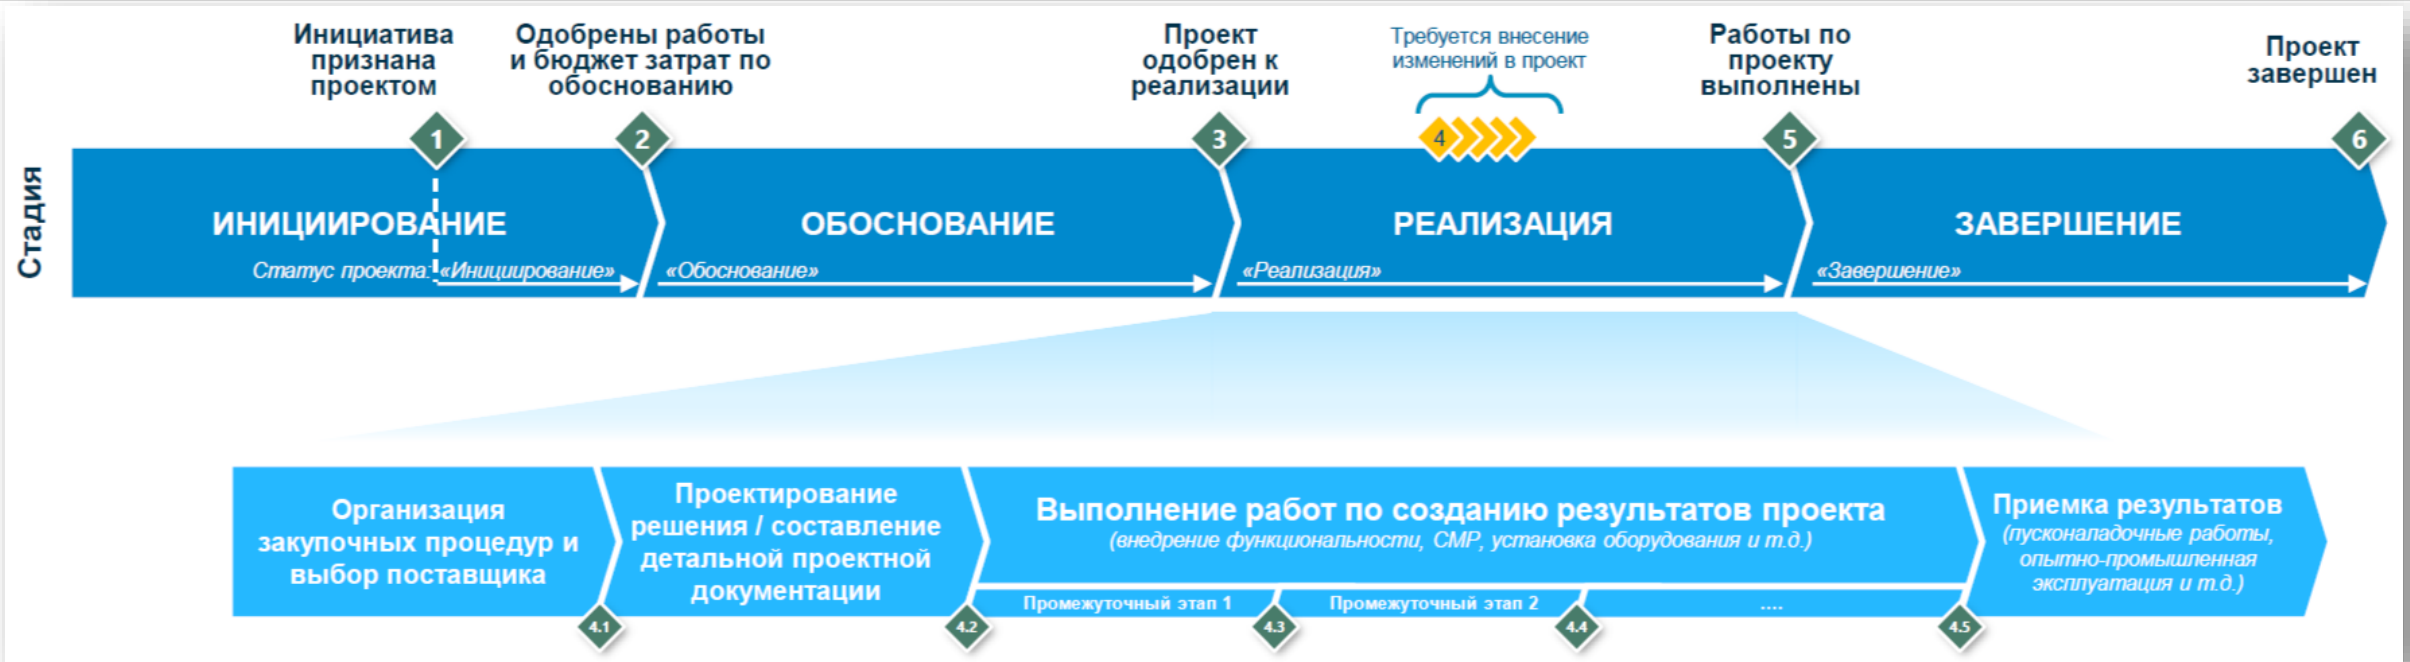 Инициатива
признана
проектом
Одобрены работы
и бюджет затрат по
обоснованию
Проект
одобрен к
реализации
Требуется внесение
изменений в проект
Работы по
проекту
выполнены
Проект
завершен
1
2
3
4
5
6
Стадия
ИНИЦИИРОВАНИЕ
ОБОСНОВАНИЕ
РЕАЛИЗАЦИЯ
ЗАВЕРШЕНИЕ
Статус проекта: «Инициирование»
«Обоснование»
«Реализация»
«Завершение»
Организация
закупочных процедур и
выбор поставщика
Проектирование
решения / составление
детальной проектной
документации
Выполнение работ по созданию результатов проекта
(внедрение функциональности, СМР, установка оборудования и т.д.)
Промежуточный этап 1
Промежуточный этап 2
....
Приемка результатов
(пусконаладочные работы,
опытно-промышленная
эксплуатация и т.д.)
4.1
4.2
4.3
4.4
4.5